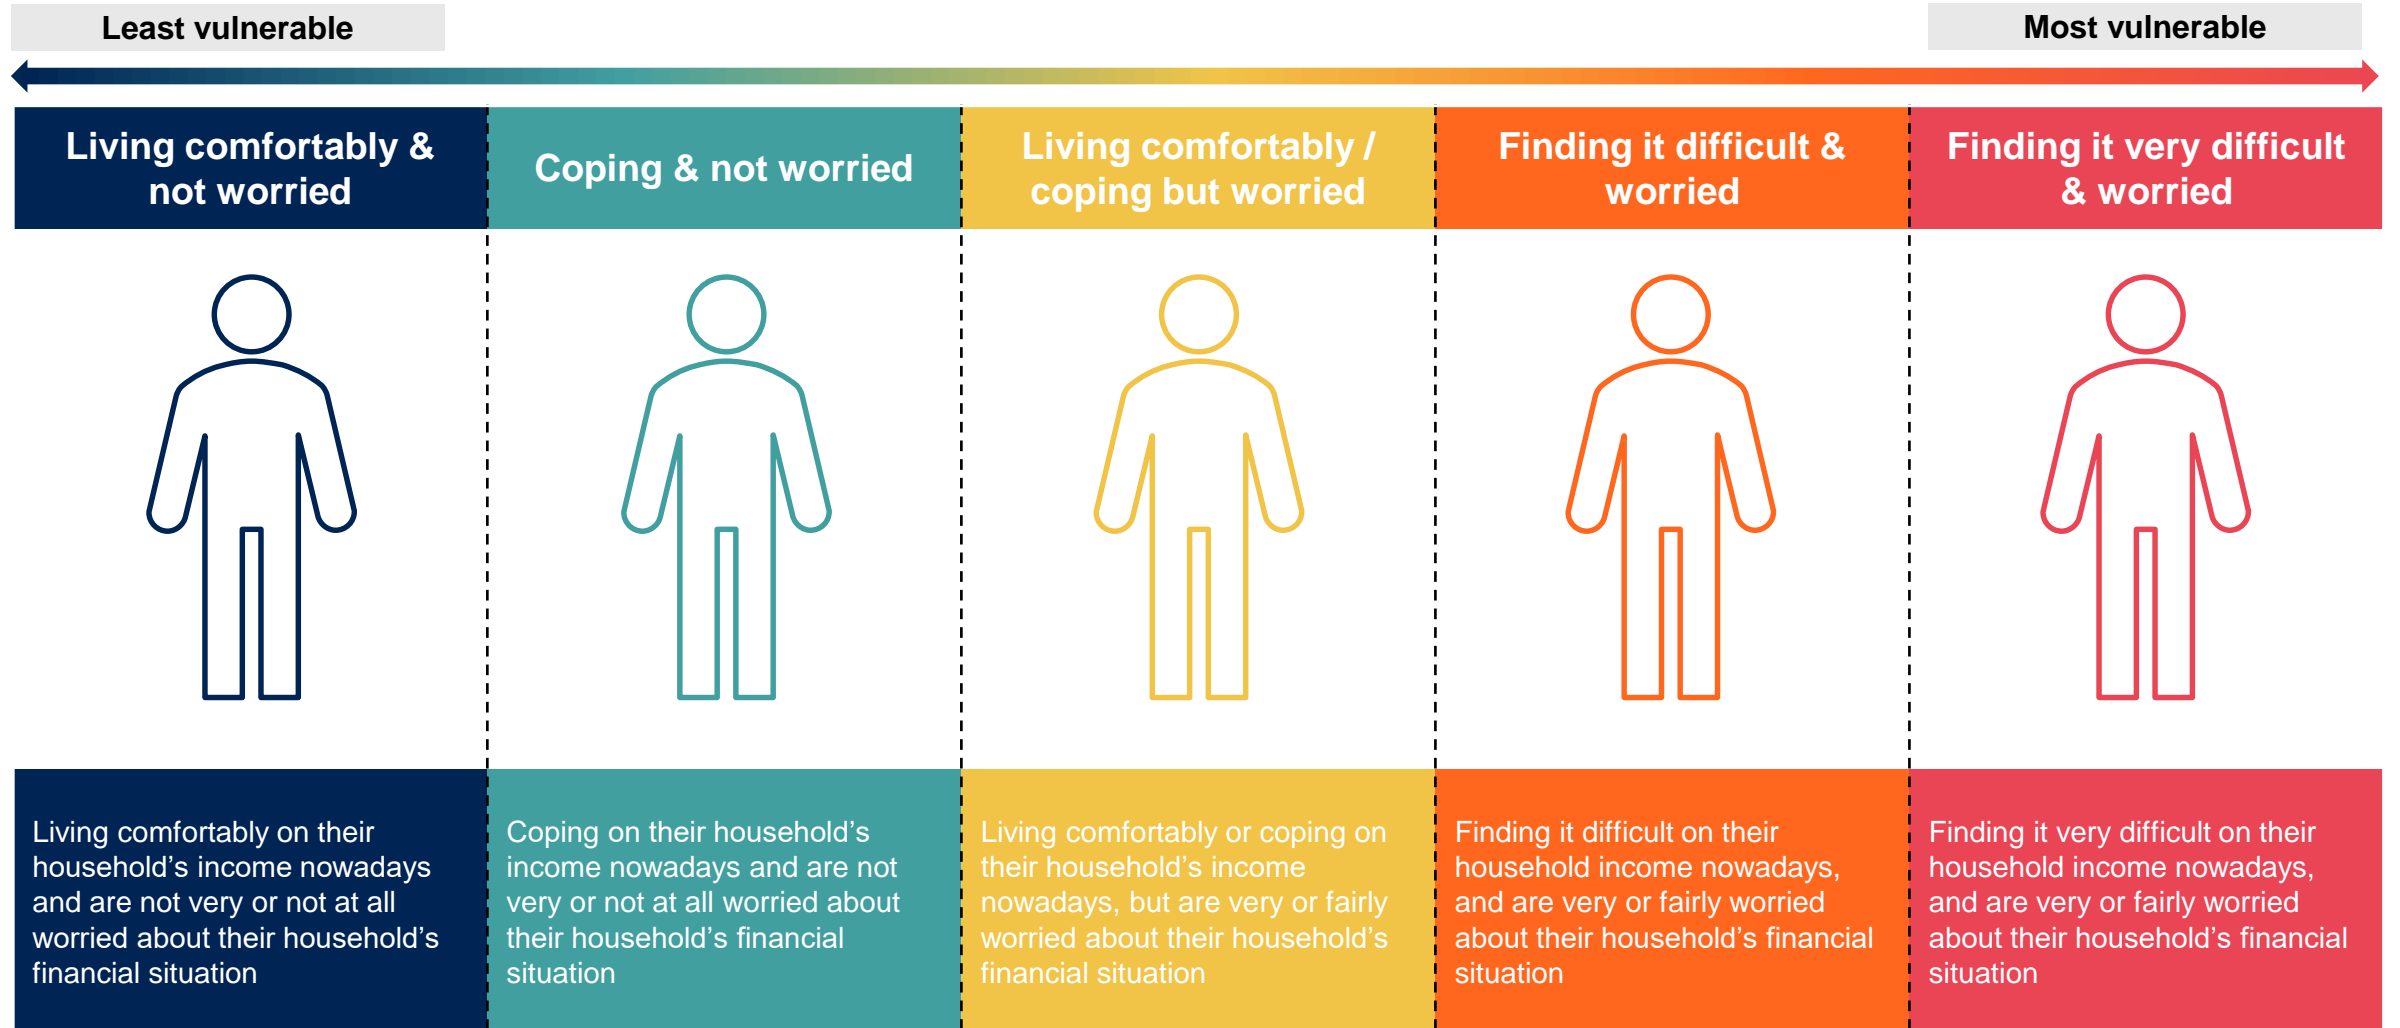 Least vulnerable
Most vulnerable
Living comfortably &
not worried
Coping & not worried
Living comfortably /
coping but worried
Finding it difficult &
worried
Finding it very difficult
& worried
Living comfortably on their
household’s income nowadays
and are not very or not at all
worried about their household’s
financial situation
Coping on their household’s
income nowadays and are not
very or not at all worried about
their household’s financial
situation
Living comfortably or coping on
their household’s income
nowadays, but are very or fairly
worried about their household’s
financial situation
Finding it difficult on their
household income nowadays,
and are very or fairly worried
about their household’s financial
situation
Finding it very difficult on their
household income nowadays,
and are very or fairly worried
about their household’s financial
situation